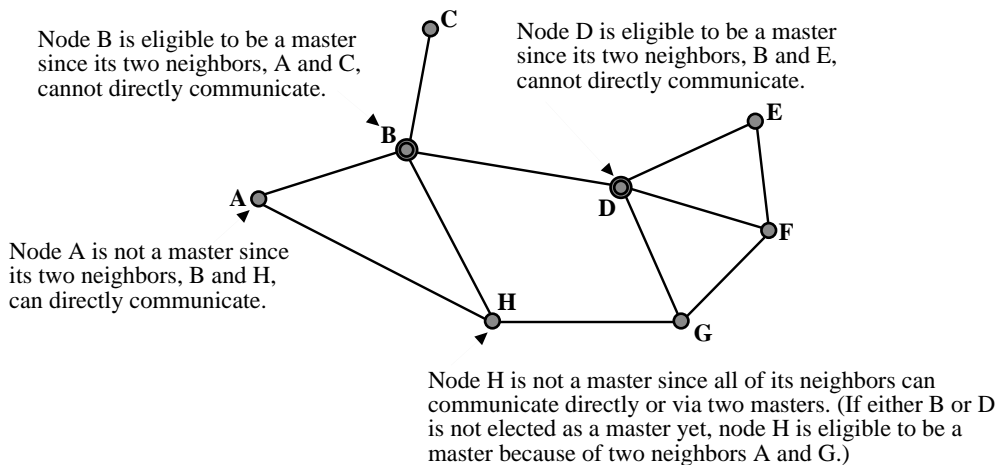 C
Node B is eligible to be a master
since its two neighbors, A and C,
cannot directly communicate.
Node D is eligible to be a master
since its two neighbors, B and E,
cannot directly communicate.
E
B
A
D
F
Node A is not a master since
its two neighbors, B and H,
can directly communicate.
H
G
Node H is not a master since all of its neighbors can
communicate directly or via two masters. (If either B or D
is not elected as a master yet, node H is eligible to be a
master because of two neighbors A and G.)